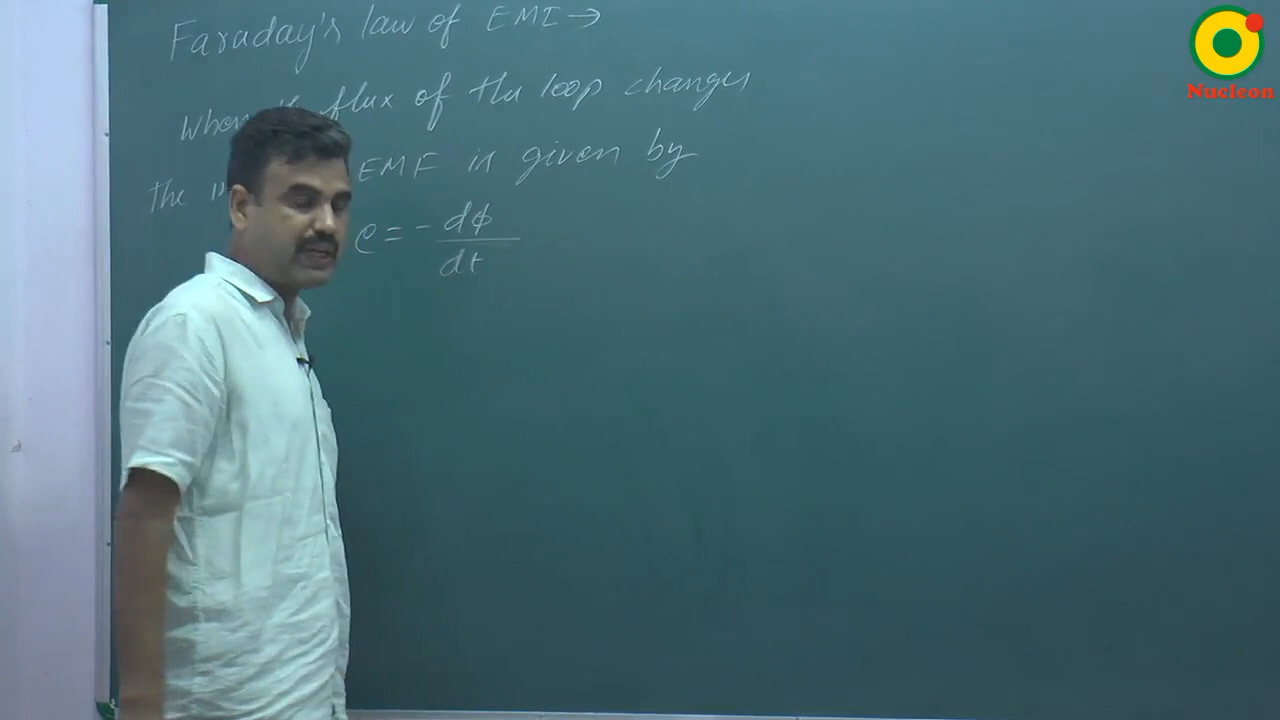 Faraday's law of EMI →
When flux of the loop changes
The EMF is given by
e = - dφ
dt
Nucleon